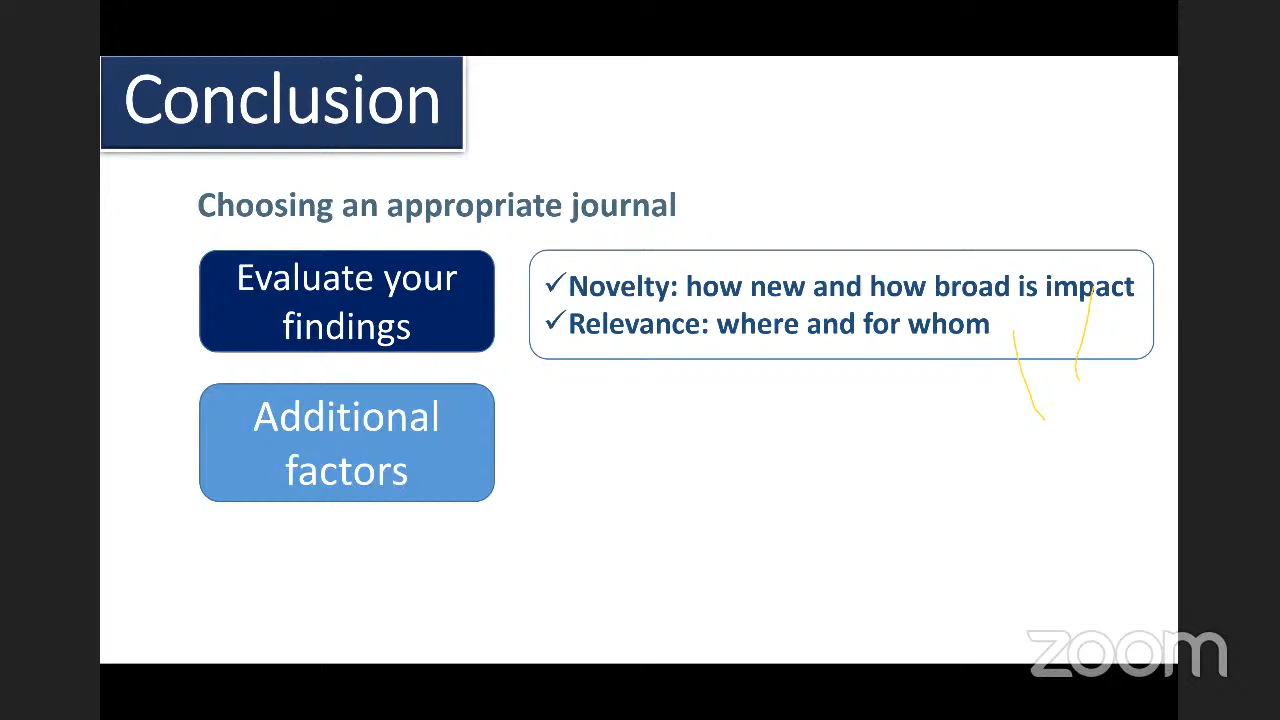 Conclusion
Choosing an appropriate journal
Evaluate your
findings
✓Novelty: how new and how broad is impact
✓Relevance: where and for whom
Additional
factors
zoom